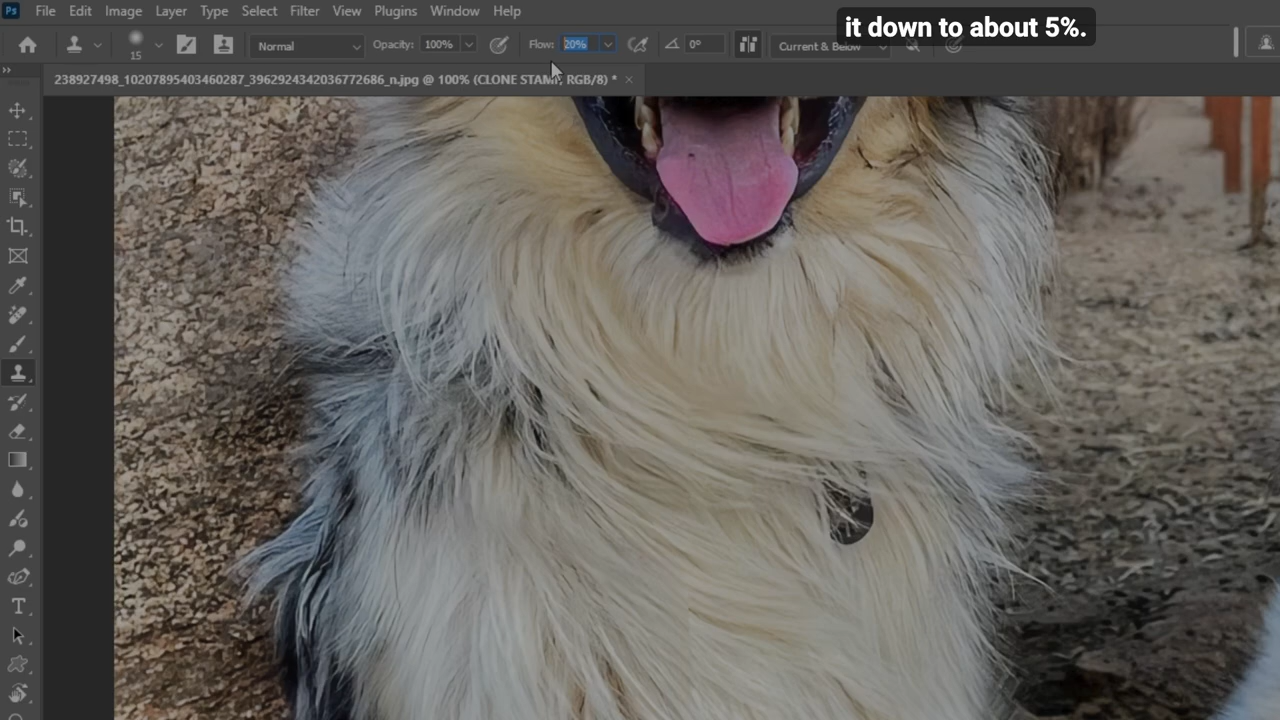 Ps File Edit Image Layer Type Select Filter View Plugins Window Help
it down to about 5%.
15 Normal Opacity: 100% Flow: 20% 0° Current & Below
238927498_10207895403460287_3962924342036772686_n.jpg @ 100% (CLONE STAMP, RGB/8) * ×
T